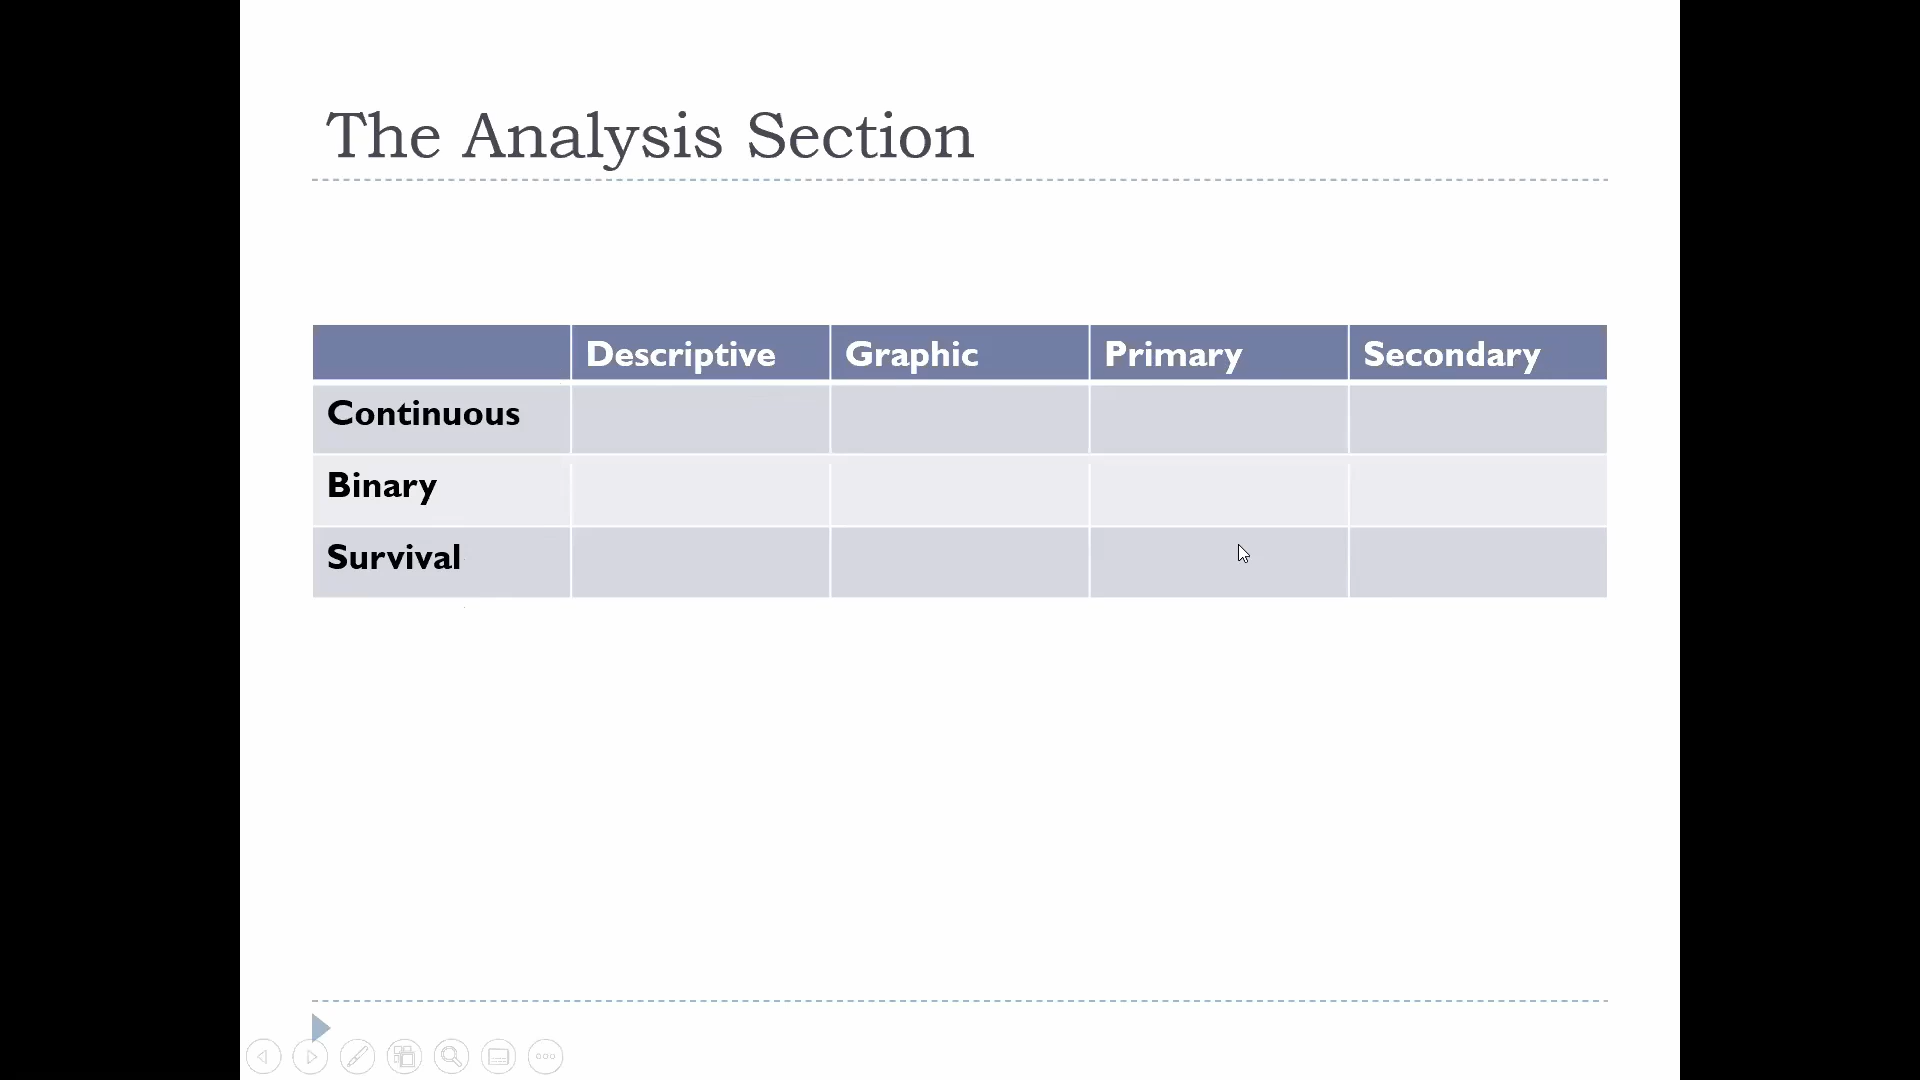 The Analysis Section
Descriptive Graphic Primary Secondary
Continuous
Binary
Survival